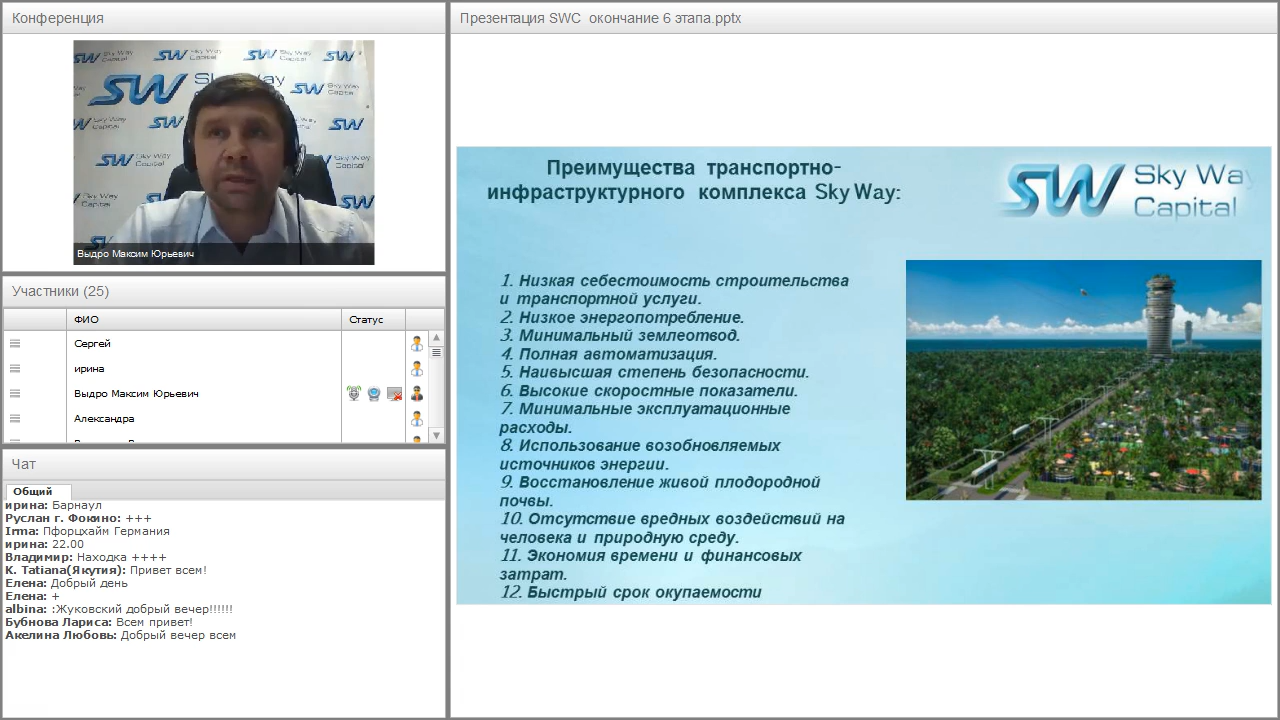 Конференция
SW Sky Way Capital
Выдро Максим Юрьевич
Участники (25)
ФИО Статус
Сергей
ирина
Выдро Максим Юрьевич
Александра
Чат
Общий
ирина: Барнаул
Руслан г. Фокино: +++
Irma: Пфорцхайм Германия
ирина: 22.00
Владимир: Находка ++++
K. Tatiana(Якутия): Привет всем!
Елена: Добрый день
Елена: +
albina: :Жуковский добрый вечер!!!!!!
Бубнова Лариса: Всем привет!
Акелина Любовь: Добрый вечер всем
Презентация SWC окончание 6 этапа.pptx
Преимущества транспортно-
инфраструктурного комплекса Sky Way:
SW Sky Way
Capital
1. Низкая себестоимость строительства
и транспортной услуги.
2. Низкое энергопотребление.
3. Минимальный землеотвод.
4. Полная автоматизация.
5. Наивысшая степень безопасности.
6. Высокие скоростные показатели.
7. Минимальные эксплуатационные
расходы.
8. Использование возобновляемых
источников энергии.
9. Восстановление живой плодородной
почвы.
10. Отсутствие вредных воздействий на
человека и природную среду.
11. Экономия времени и финансовых
затрат.
12. Быстрый срок окупаемости